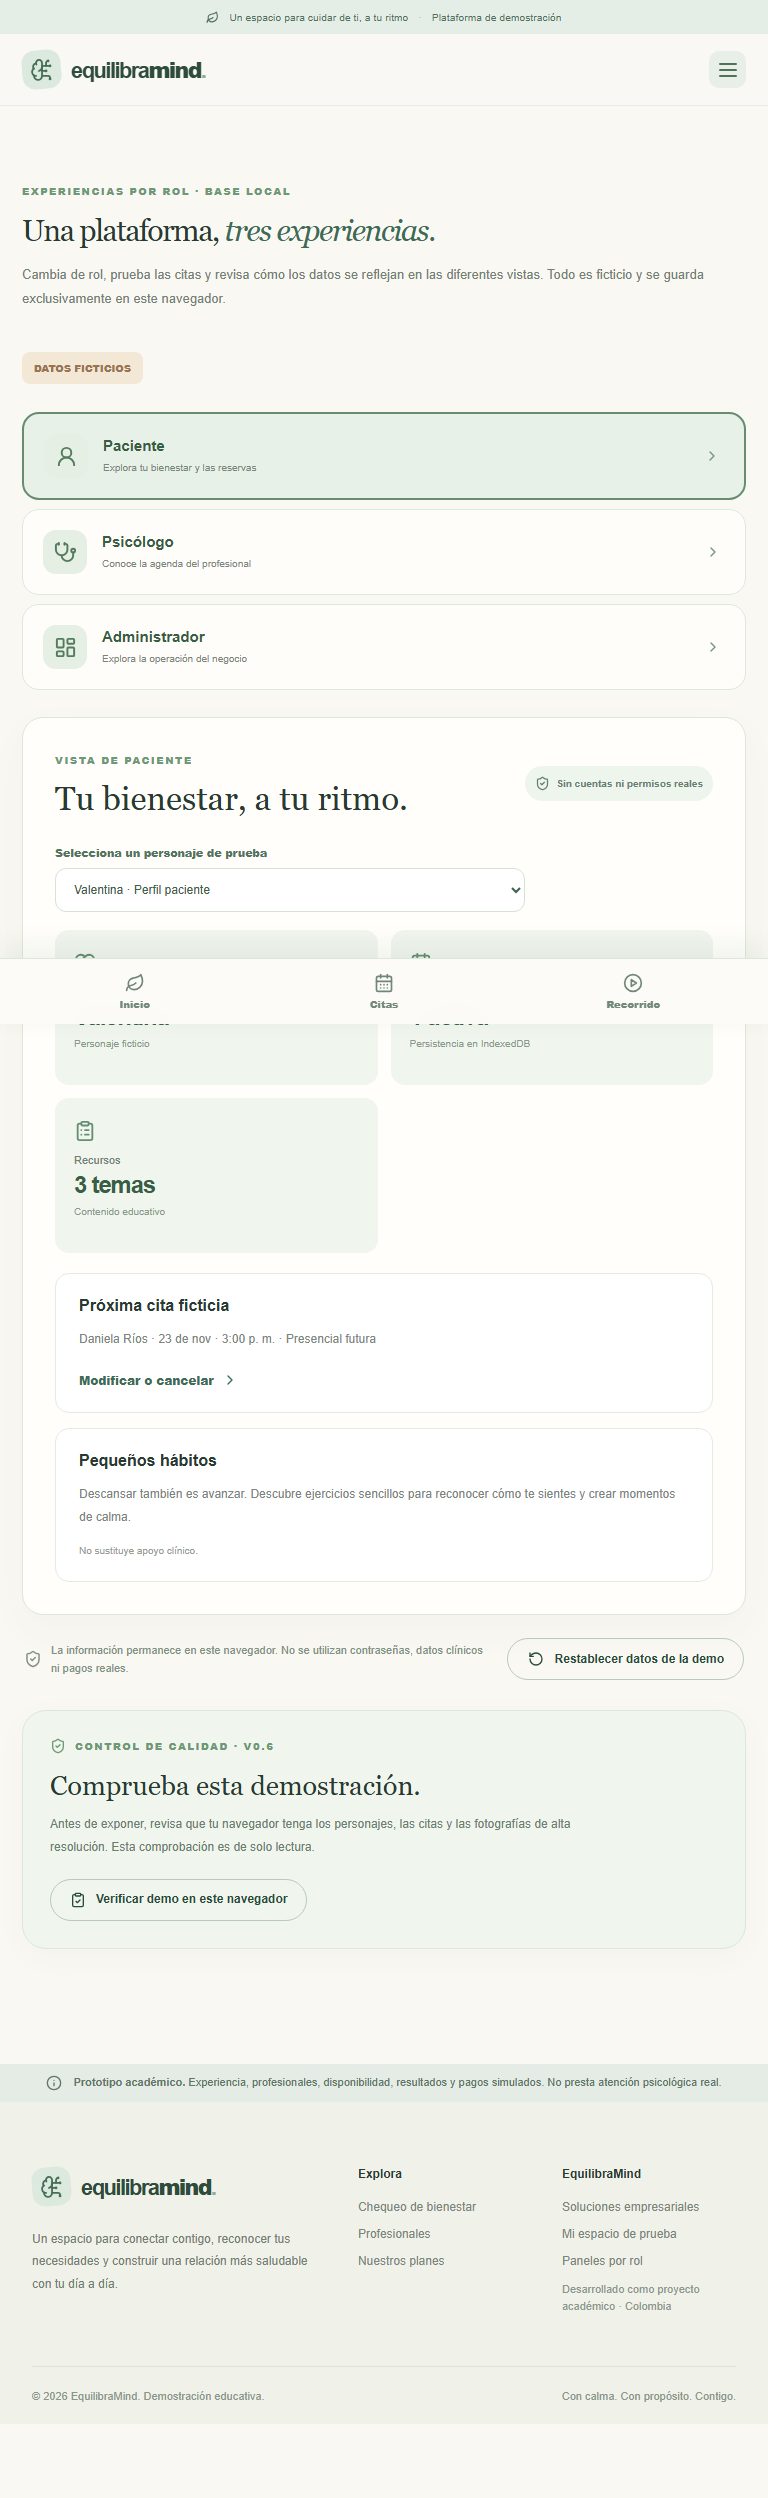 Un espacio para cuidar de ti, a tu ritmo · Plataforma de demostración
equilibramind.
EXPERIENCIAS POR ROL · BASE LOCAL
Una plataforma, tres experiencias.
Cambia de rol, prueba las citas y revisa cómo los datos se reflejan en las diferentes vistas. Todo es ficticio y se guarda
exclusivamente en este navegador.
DATOS FICTICIOS
Paciente
Explora tu bienestar y las reservas
Psicólogo
Conoce la agenda del profesional
Administrador
Explora la operación del negocio
VISTA DE PACIENTE
Tu bienestar, a tu ritmo.
Sin cuentas ni permisos reales
Selecciona un personaje de prueba
Valentina · Perfil paciente
Inicio
Citas
Recorrido
Personaje ficticio
Persistencia en IndexedDB
Recursos
3 temas
Contenido educativo
Próxima cita ficticia
Daniela Ríos · 23 de nov · 3:00 p. m. · Presencial futura
Modificar o cancelar
Pequeños hábitos
Descansar también es avanzar. Descubre ejercicios sencillos para reconocer cómo te sientes y crear momentos
de calma.
No sustituye apoyo clínico.
La información permanece en este navegador. No se utilizan contraseñas, datos clínicos
ni pagos reales.
Restablecer datos de la demo
CONTROL DE CALIDAD · V0.6
Comprueba esta demostración.
Antes de exponer, revisa que tu navegador tenga los personajes, las citas y las fotografías de alta
resolución. Esta comprobación es de solo lectura.
Verificar demo en este navegador
Prototipo académico. Experiencia, profesionales, disponibilidad, resultados y pagos simulados. No presta atención psicológica real.
equilibramind.
Un espacio para conectar contigo, reconocer tus
necesidades y construir una relación más saludable
con tu día a día.
Explora
Chequeo de bienestar
Profesionales
Nuestros planes
EquilibraMind
Soluciones empresariales
Mi espacio de prueba
Paneles por rol
Desarrollado como proyecto
académico · Colombia
© 2026 EquilibraMind. Demostración educativa.
Con calma. Con propósito. Contigo.